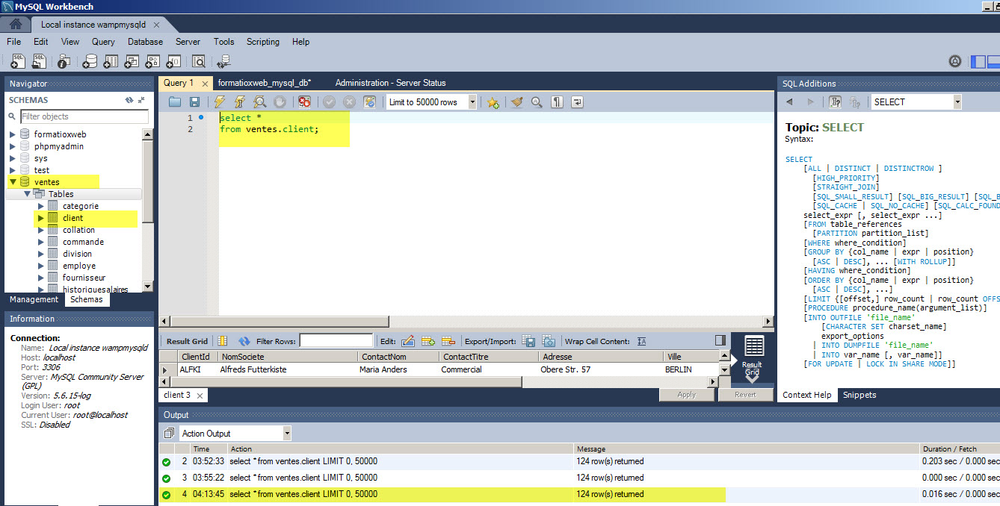 MySQL Workbench
Local instance wampmysqld
File Edit View Query Database Server Tools Scripting Help
Navigator
SCHEMAS
Filter objects
formatioxweb
phpmyadmin
sys
test
ventes
Tables
categorie
client
collation
commande
division
employe
fournisseur
historiquesalaires
Management Schemas
Information
Connection:
Name: Local instance wampmysqld
Host: localhost
Port: 3306
Server: MySQL Community Server
(GPL)
Version: 5.6.15-log
Login User: root
Current User: root@localhost
SSL: Disabled
Query 1 formatioxweb_mysql_db* Administration - Server Status
Limit to 50000 rows
1 select *
2 from ventes.client;
Result Grid Filter Rows: Edit: Export/Import: Wrap Cell Content:
ClientId NomSociete ContactNom ContactTitre Adresse Ville
ALFKI Alfreds Futterkiste Maria Anders Commercial Obere Str. 57 BERLIN
Result
Grid
client 3 Apply Revert
SQL Additions
SELECT
Topic: SELECT
Syntax:
SELECT
[ALL | DISTINCT | DISTINCTROW ]
[HIGH_PRIORITY]
[STRAIGHT_JOIN]
[SQL_SMALL_RESULT] [SQL_BIG_RESULT] [SQL_B
[SQL_CACHE | SQL_NO_CACHE] [SQL_CALC_FOUND
select_expr [, select_expr ...]
[FROM table_references
[PARTITION partition_list]
[WHERE where_condition]
[GROUP BY {col_name | expr | position}
[ASC | DESC], ... [WITH ROLLUP]]
[HAVING where_condition]
[ORDER BY {col_name | expr | position}
[ASC | DESC], ...]
[LIMIT {[offset,] row_count | row_count OFFS
[PROCEDURE procedure_name(argument_list)]
[INTO OUTFILE 'file_name'
[CHARACTER SET charset_name]
export_options
| INTO DUMPFILE 'file_name'
| INTO var_name [, var_name]]
[FOR UPDATE | LOCK IN SHARE MODE]]
Context Help Snippets
Output
Action Output
Time Action Message Duration / Fetch
2 03:52:33 select * from ventes.client LIMIT 0, 50000 124 row(s) returned 0.203 sec / 0.000 sec
3 03:55:22 select * from ventes.client LIMIT 0, 50000 124 row(s) returned 0.000 sec / 0.000 sec
4 04:13:45 select * from ventes.client LIMIT 0, 50000 124 row(s) returned 0.016 sec / 0.000 sec